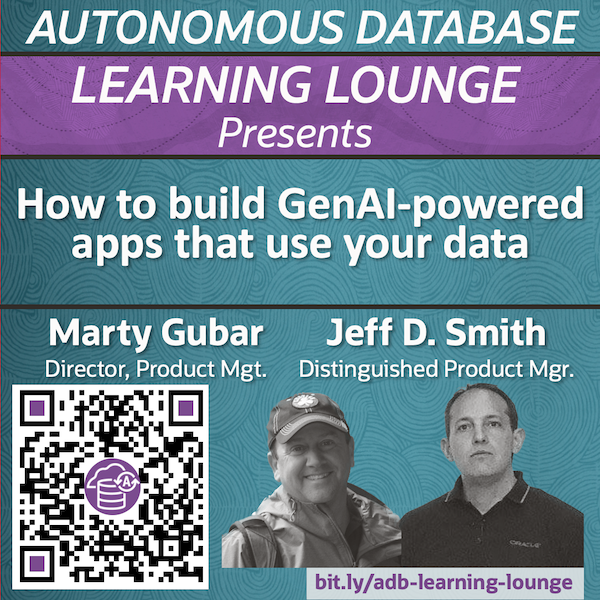 AUTONOMOUS DATABASE
LEARNING LOUNGE
Presents
How to build GenAI-powered
apps that use your data
Marty Gubar
Director, Product Mgt.
Jeff D. Smith
Distinguished Product Mgr.
A
ORACLE
bit.ly/adb-learning-lounge